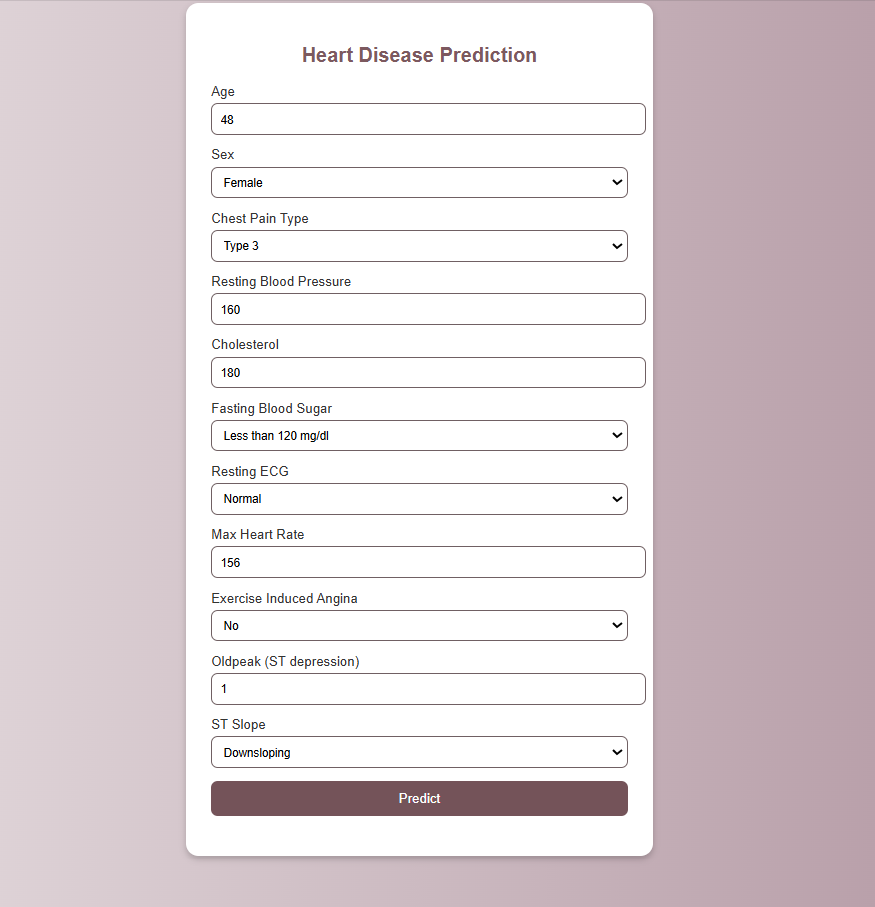 Heart Disease Prediction
Age
48
Sex
Female
Chest Pain Type
Type 3
Resting Blood Pressure
160
Cholesterol
180
Fasting Blood Sugar
Less than 120 mg/dl
Resting ECG
Normal
Max Heart Rate
156
Exercise Induced Angina
No
Oldpeak (ST depression)
1
ST Slope
Downsloping
Predict